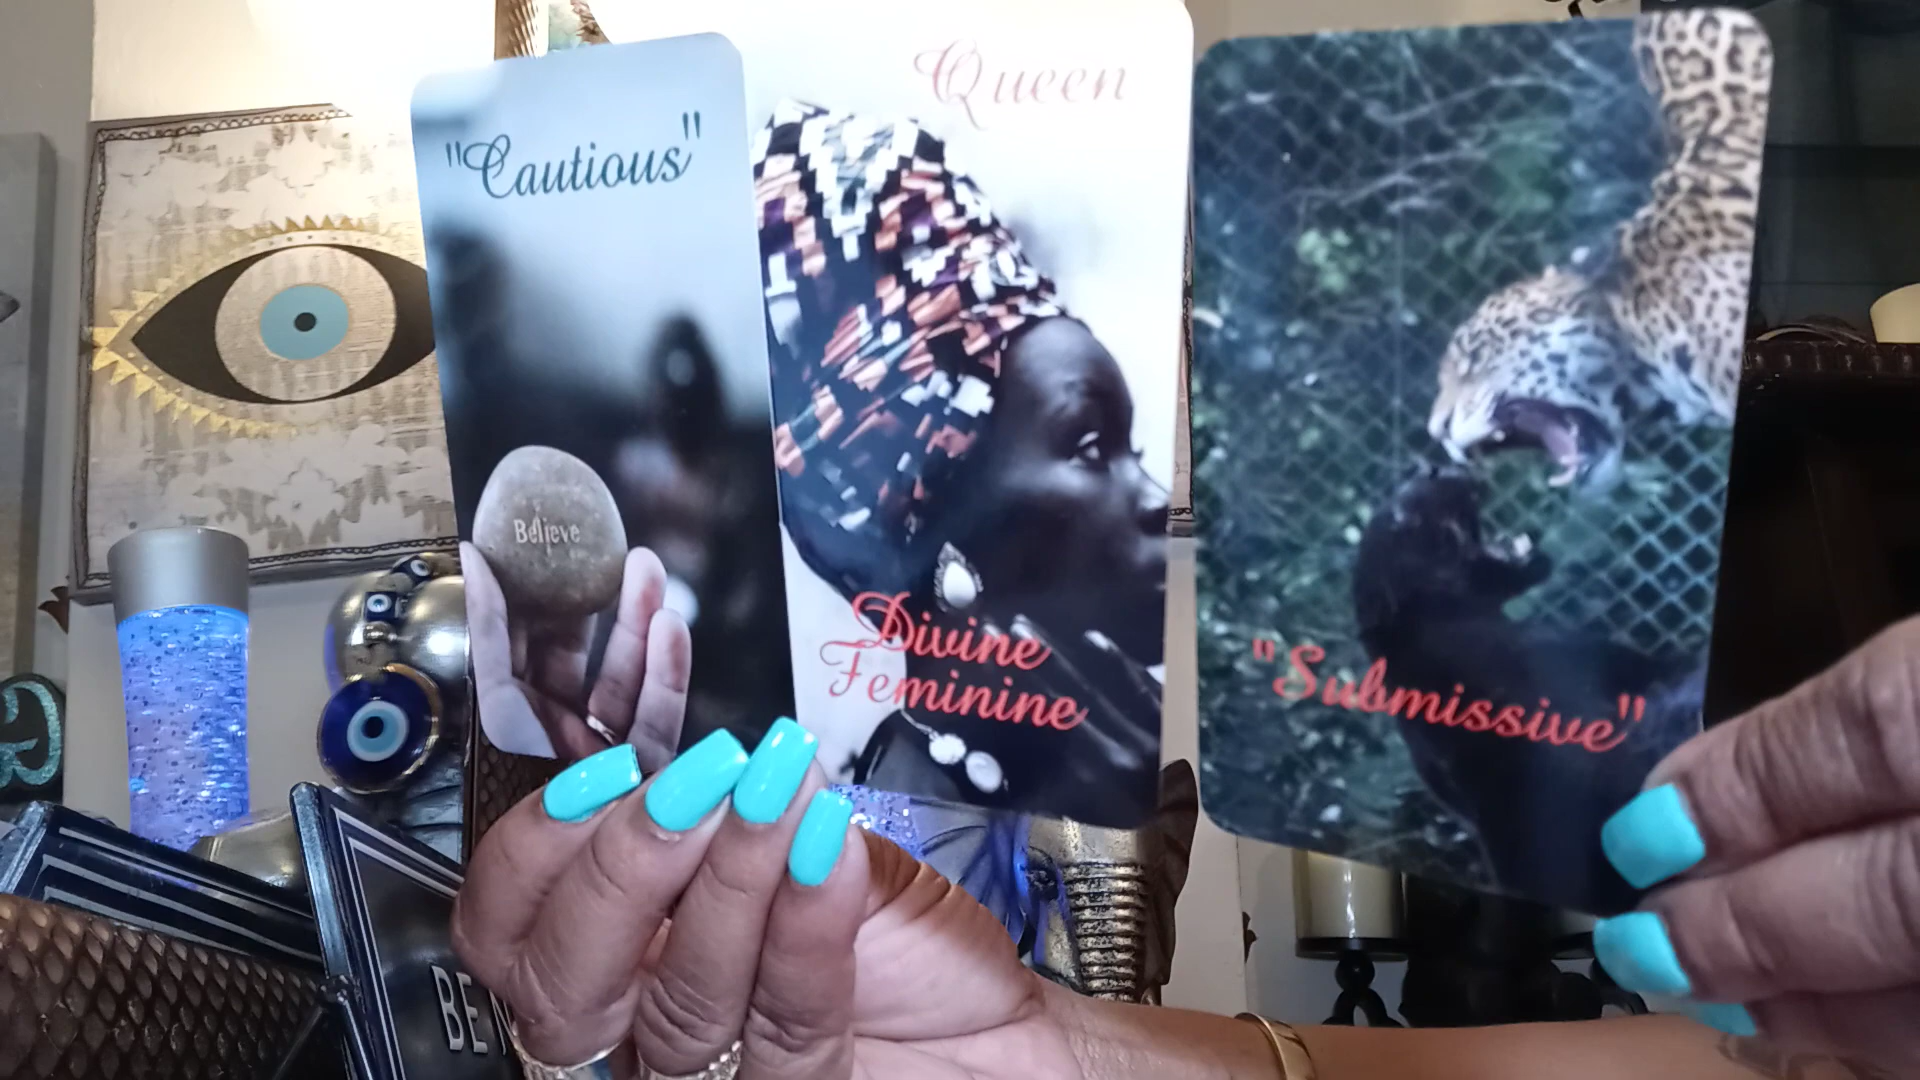 "Cautious"
Believe
Queen
Divine
Feminine
"Submissive"
BE